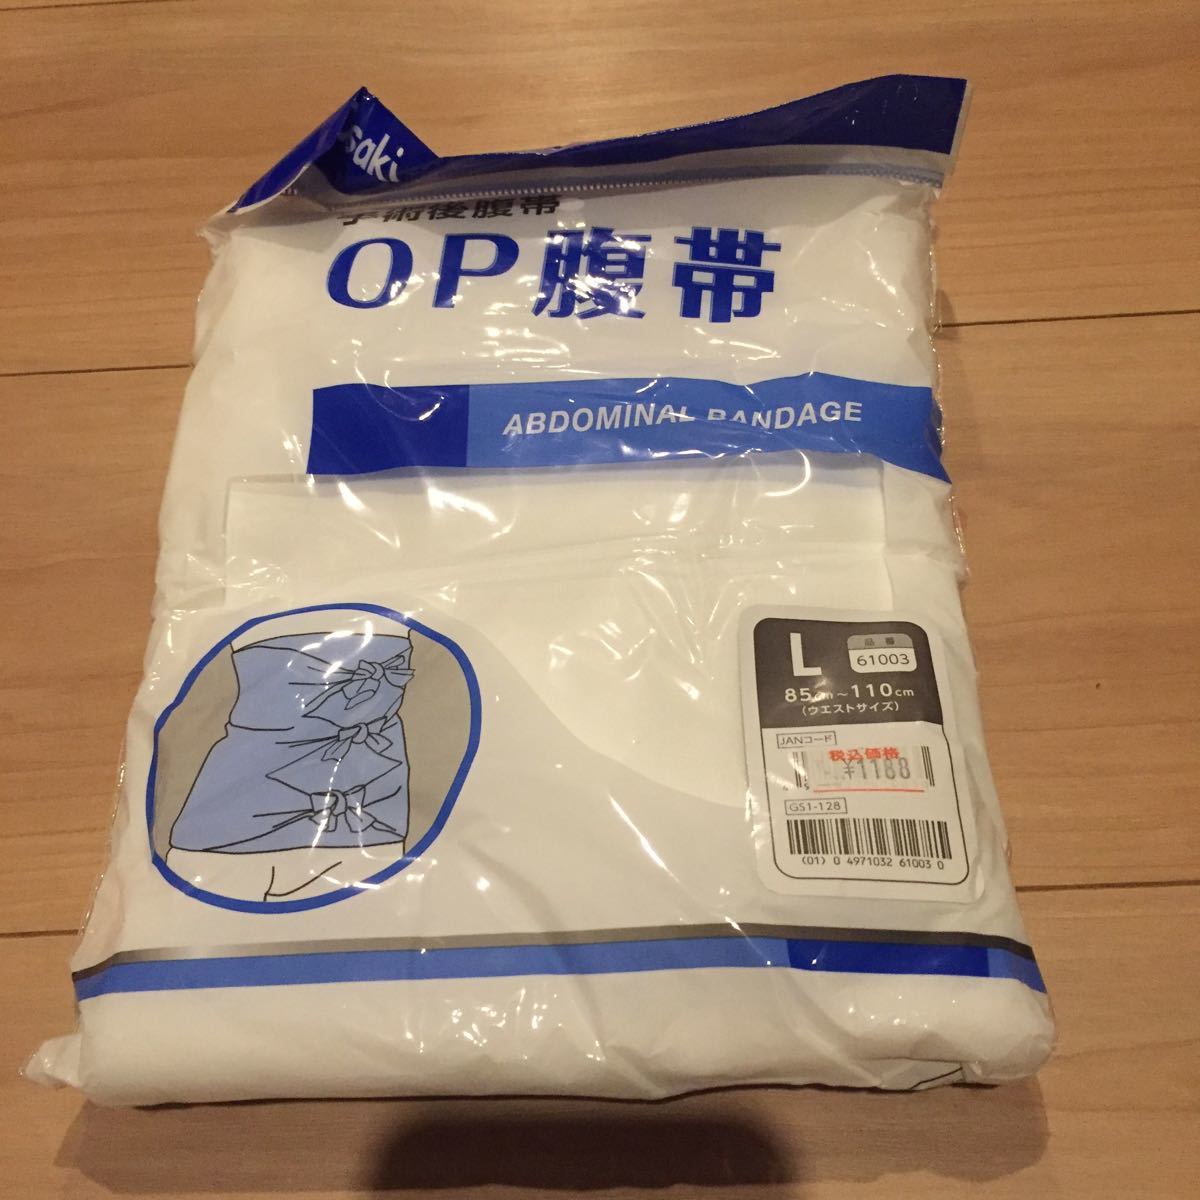 saki
手術後腹帯
OP腹帯
ABDOMINAL BANDAGE
L
品番
61003
85cm~110cm
(ウエストサイズ)
JANコード
税込価格
¥1188
GS1-128
(01) 0 4971032 61003 0